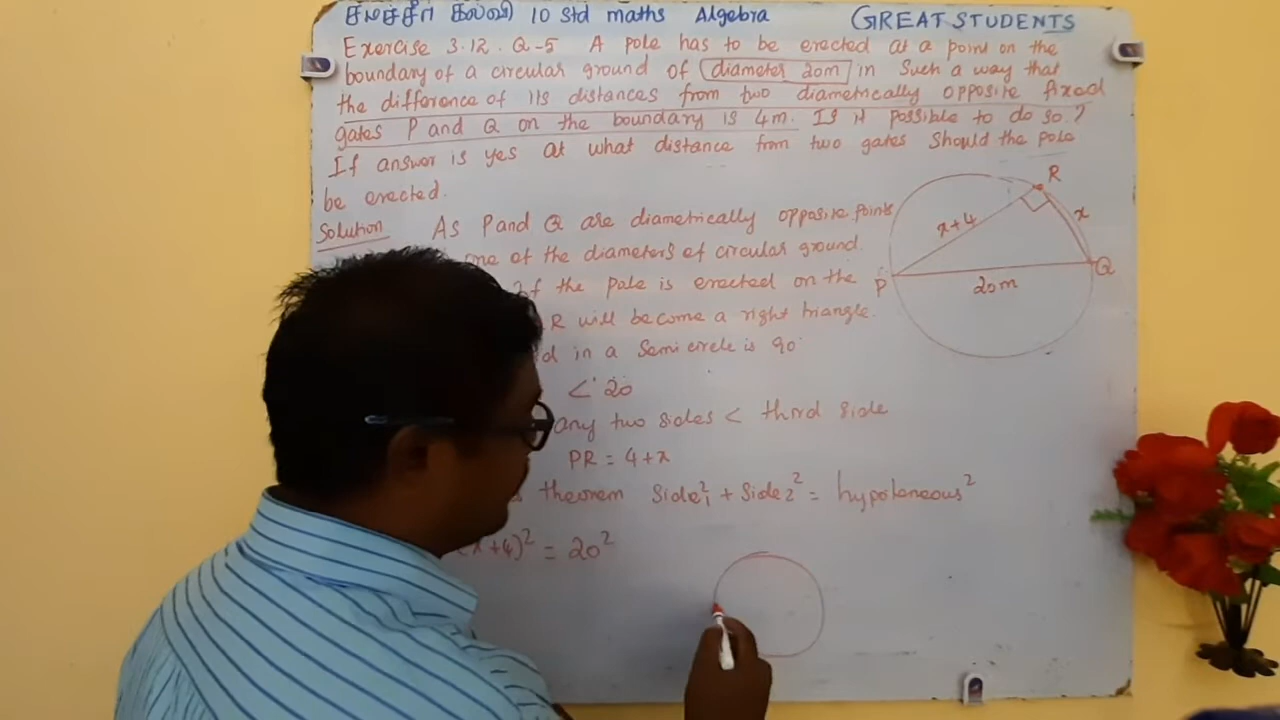 சமச்சீர் கல்வி 10 Std maths Algebra GREAT STUDENTS
Exercise 3.12. Q-5 A pole has to be erected at a point on the
boundary of a circular ground of diameter 20m in such a way that
the difference of its distances from two diametrically opposite fixed
gates P and Q on the boundary is 4m. Is it possible to do so?
If answer is yes at what distance from two gates should the pole
be erected.
Solution As P and Q are diametrically opposite points
one of the diameters of circular ground.
If the pole is erected on the
R will become a right triangle.
in a semicircle is 90°
< 20
any two sides < third side
PR = 4+x
theorem Side₁² + Side2² = hypoteneous²
x+4)² = 20²
R
x+4
x
P
Q
20m